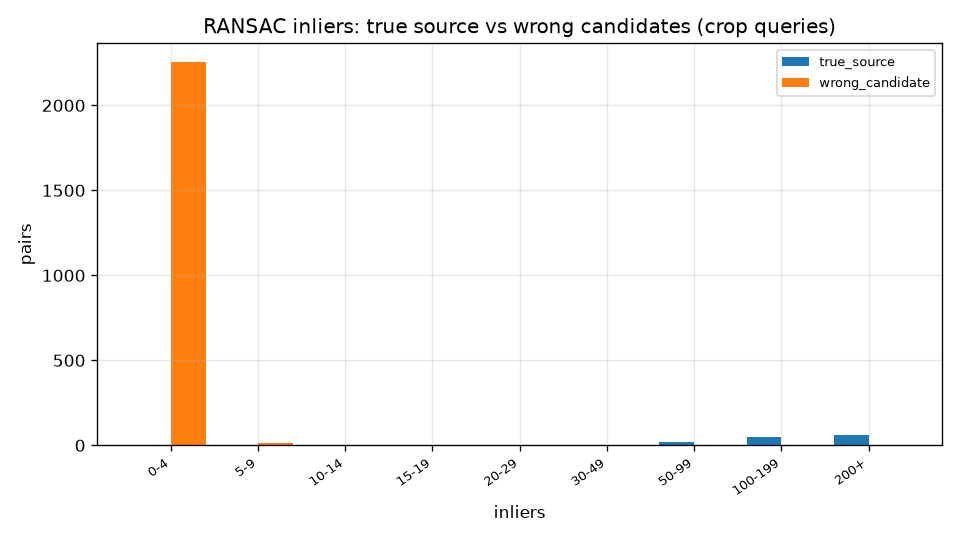 RANSAC inliers: true source vs wrong candidates (crop queries)
true_source
wrong_candidate
pairs
2000
1500
1000
500
0
0-4
5-9
10-14
15-19
20-29
30-49
50-99
100-199
200+
inliers